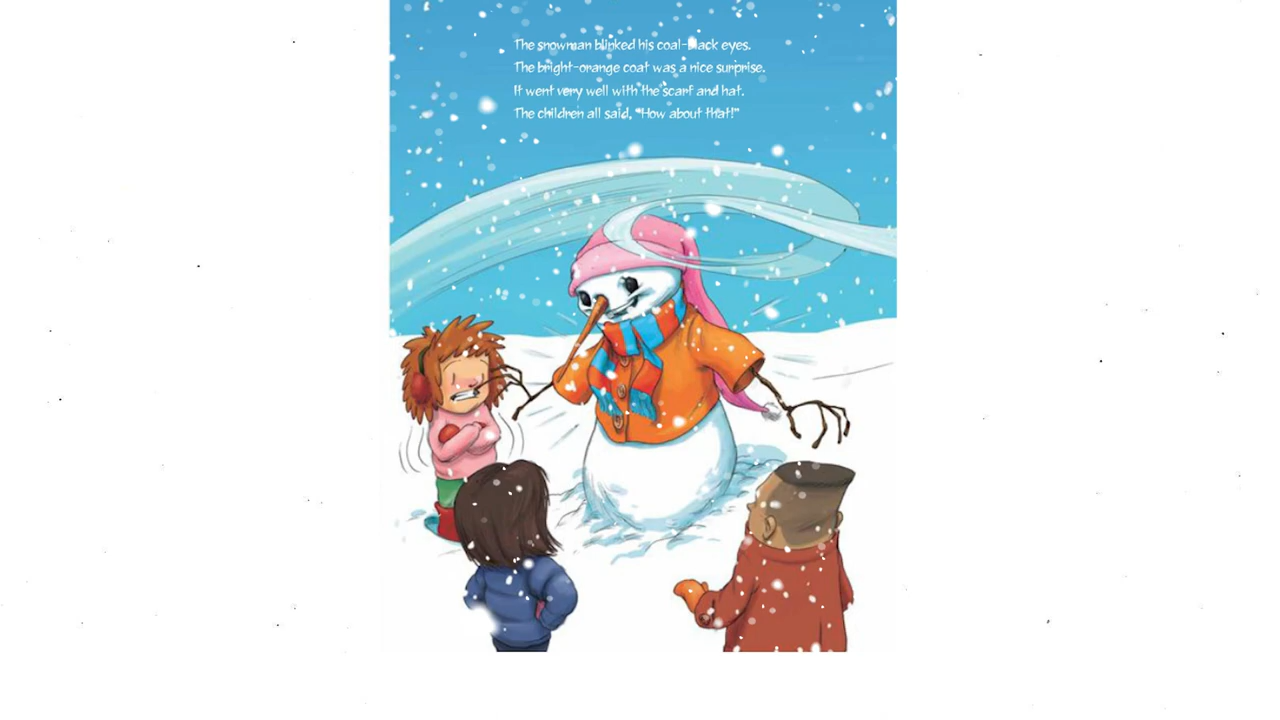 The snowman blinked his coal-black eyes.
The bright-orange coat was a nice surprise.
It went very well with the scarf and hat.
The children all said, "How about that!"